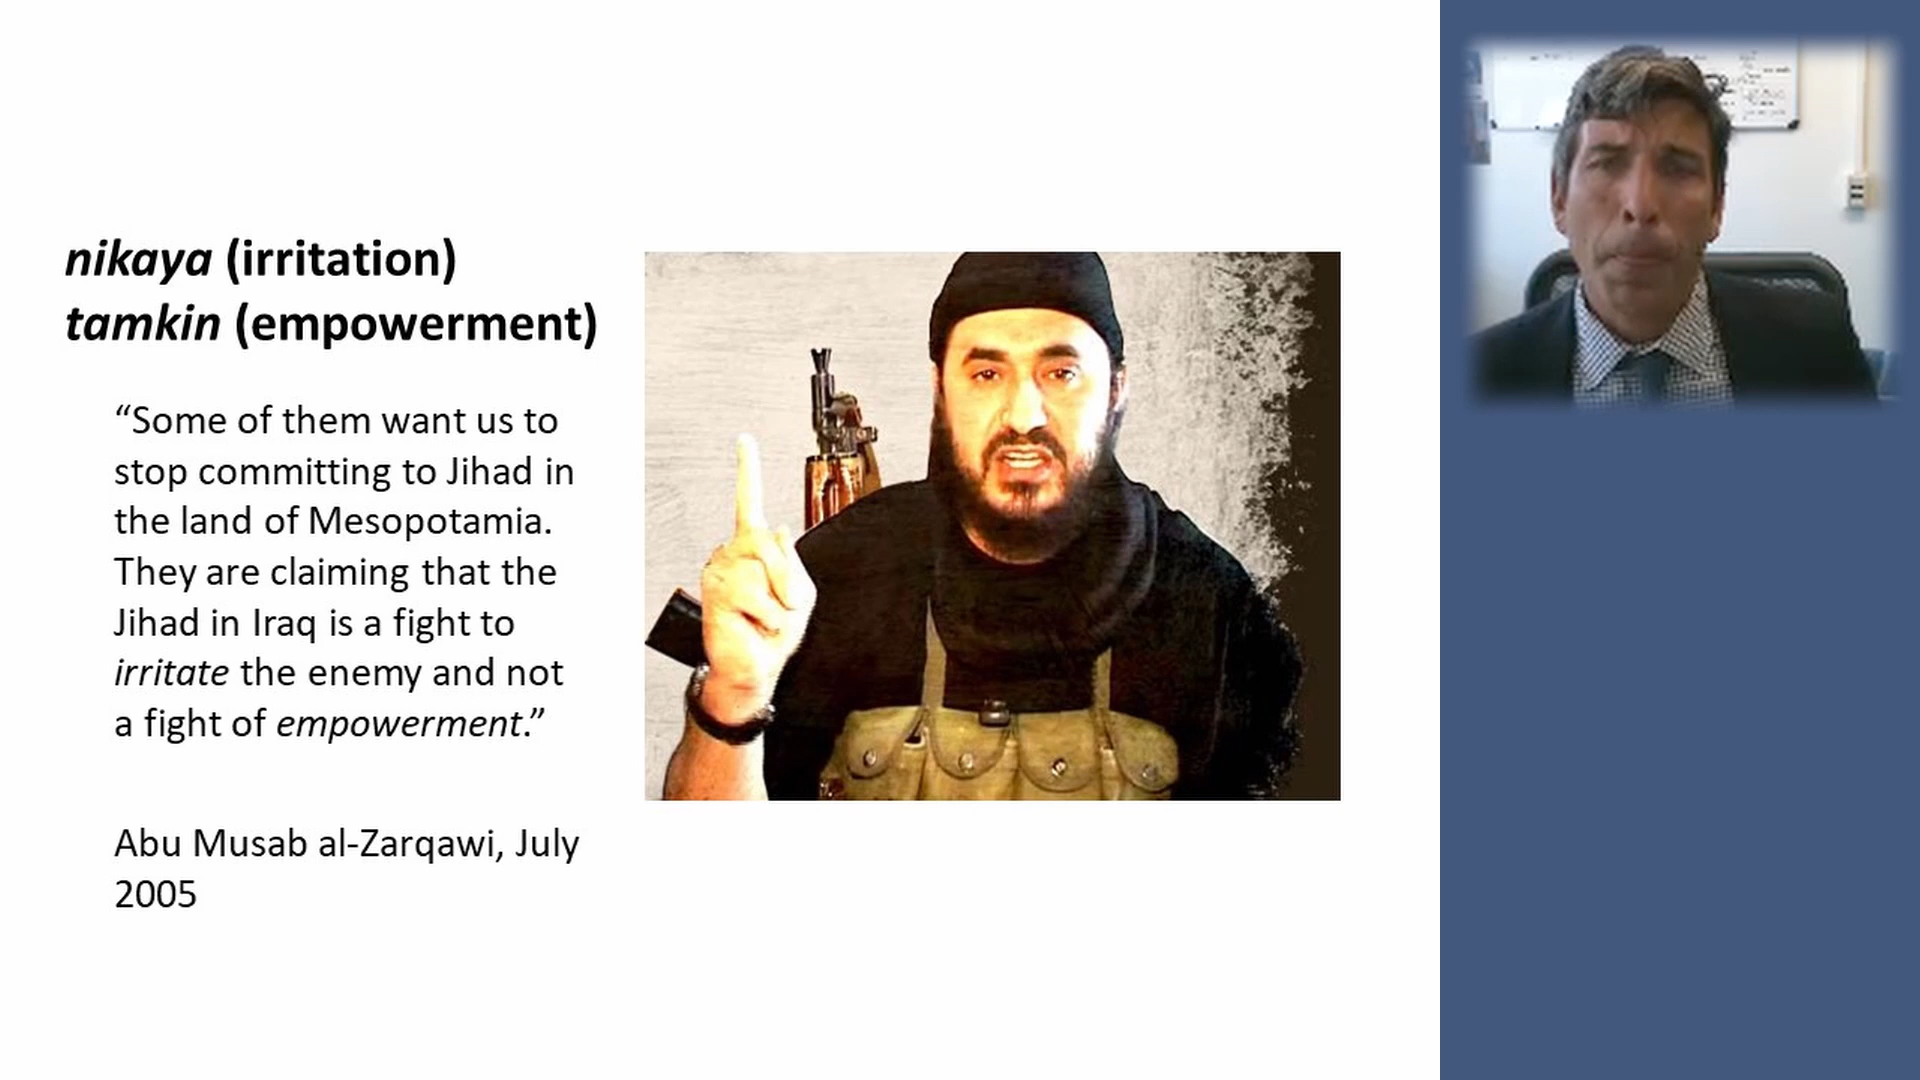 nikaya (irritation)
tamkin (empowerment)
“Some of them want us to
stop committing to Jihad in
the land of Mesopotamia.
They are claiming that the
Jihad in Iraq is a fight to
irritate the enemy and not
a fight of empowerment.”
Abu Musab al-Zarqawi, July
2005